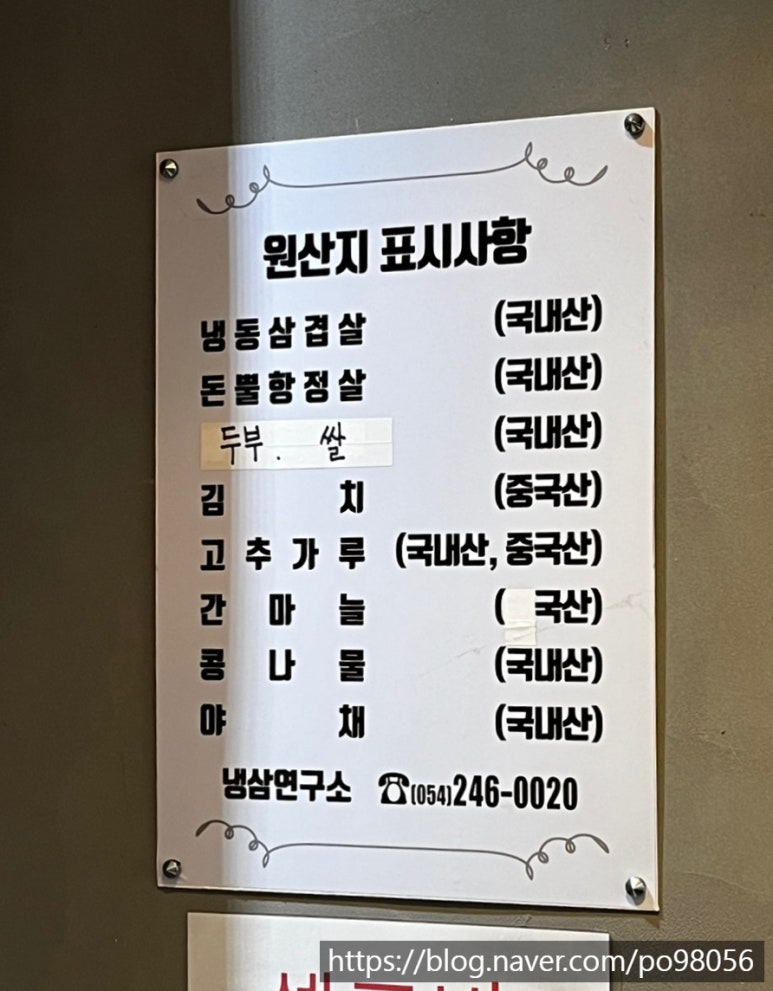 원산지 표시사항
냉동삼겹살 (국내산)
돈뿔항정살 (국내산)
두부. 쌀 (국내산)
김치 (중국산)
고추가루 (국내산, 중국산)
간마늘 ( 국산)
콩나물 (국내산)
야채 (국내산)
냉삼연구소 ☎(054)246-0020
https://blog.naver.com/po98056